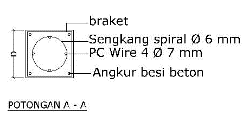 braket
Sengkang spiral Ø 6 mm
PC Wire 4 Ø 7 mm
Angkur besi beton
POTONGAN A - A